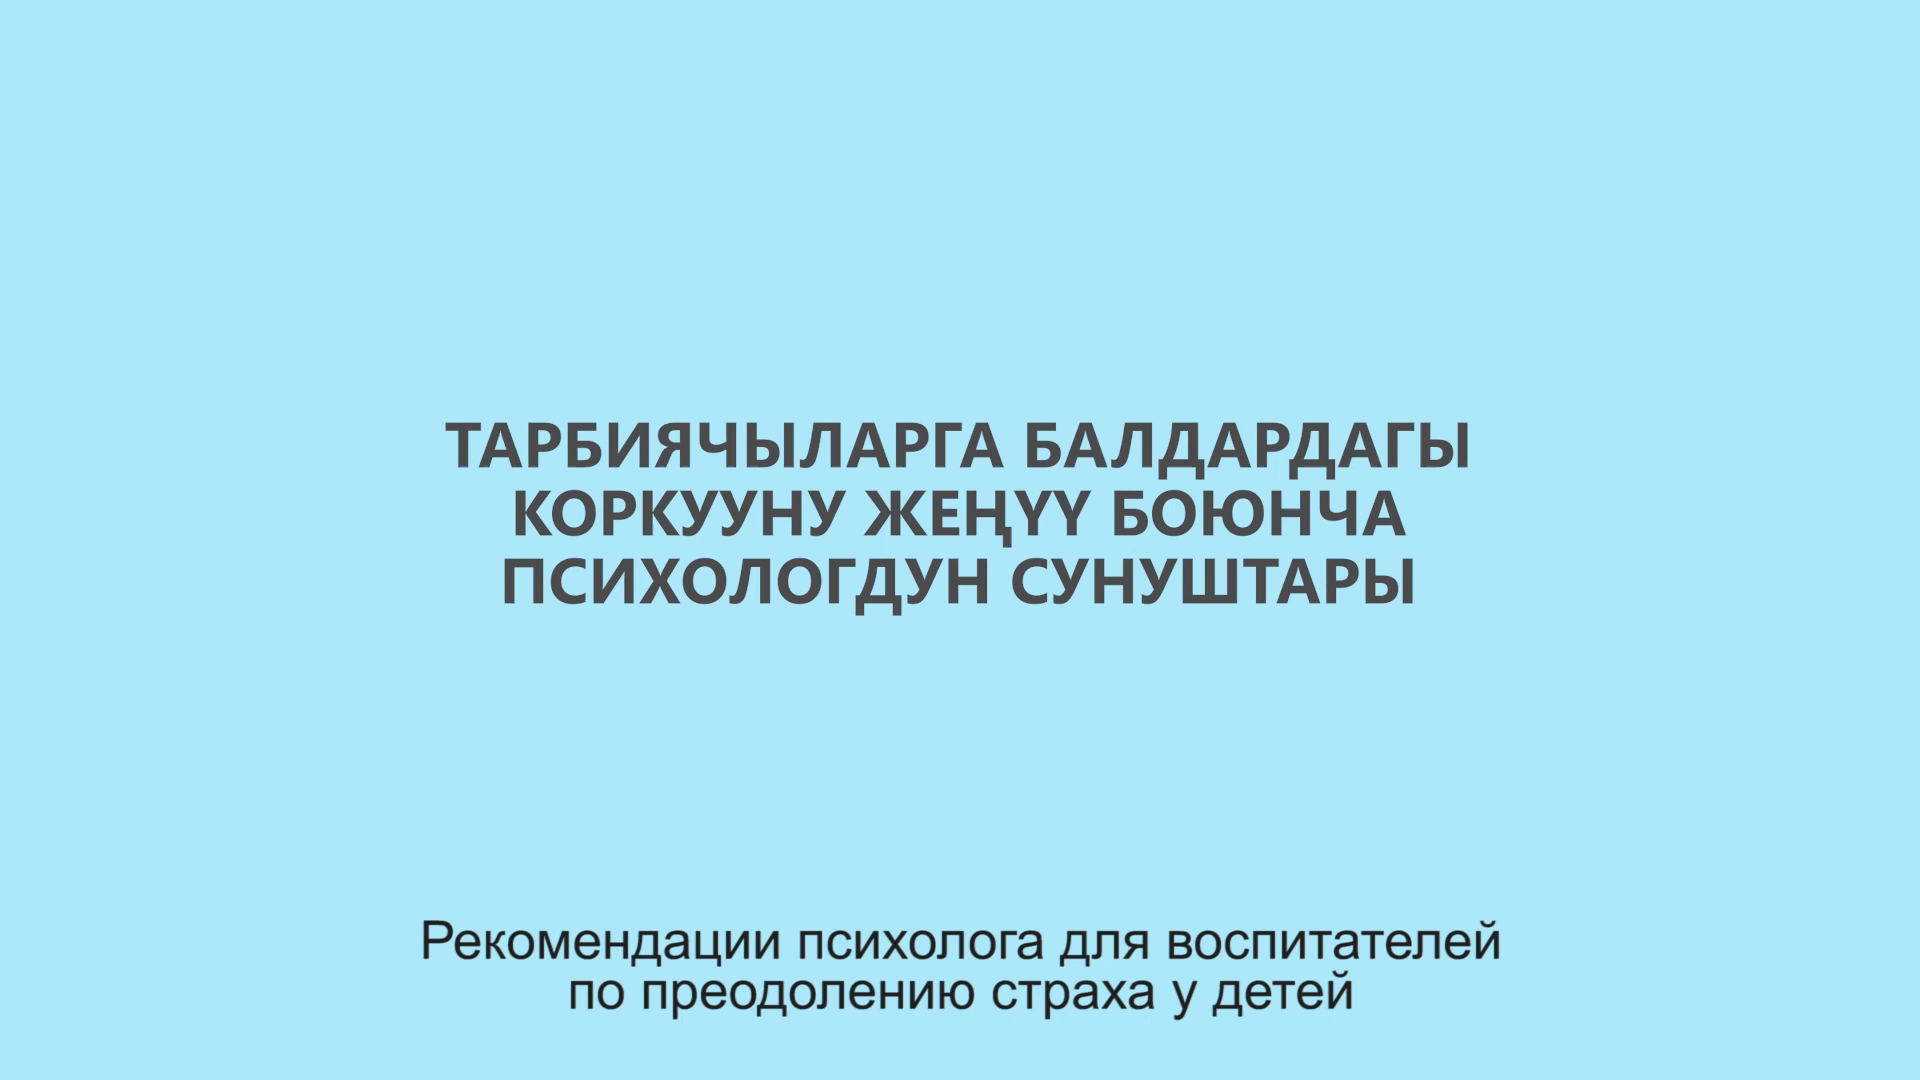 ТАРБИЯЧЫЛАРГА БАЛДАРДАГЫ
КОРКУУНУ ЖЕҢҮҮ БОЮНЧА
ПСИХОЛОГДУН СУНУШТАРЫ
Рекомендации психолога для воспитателей
по преодолению страха у детей